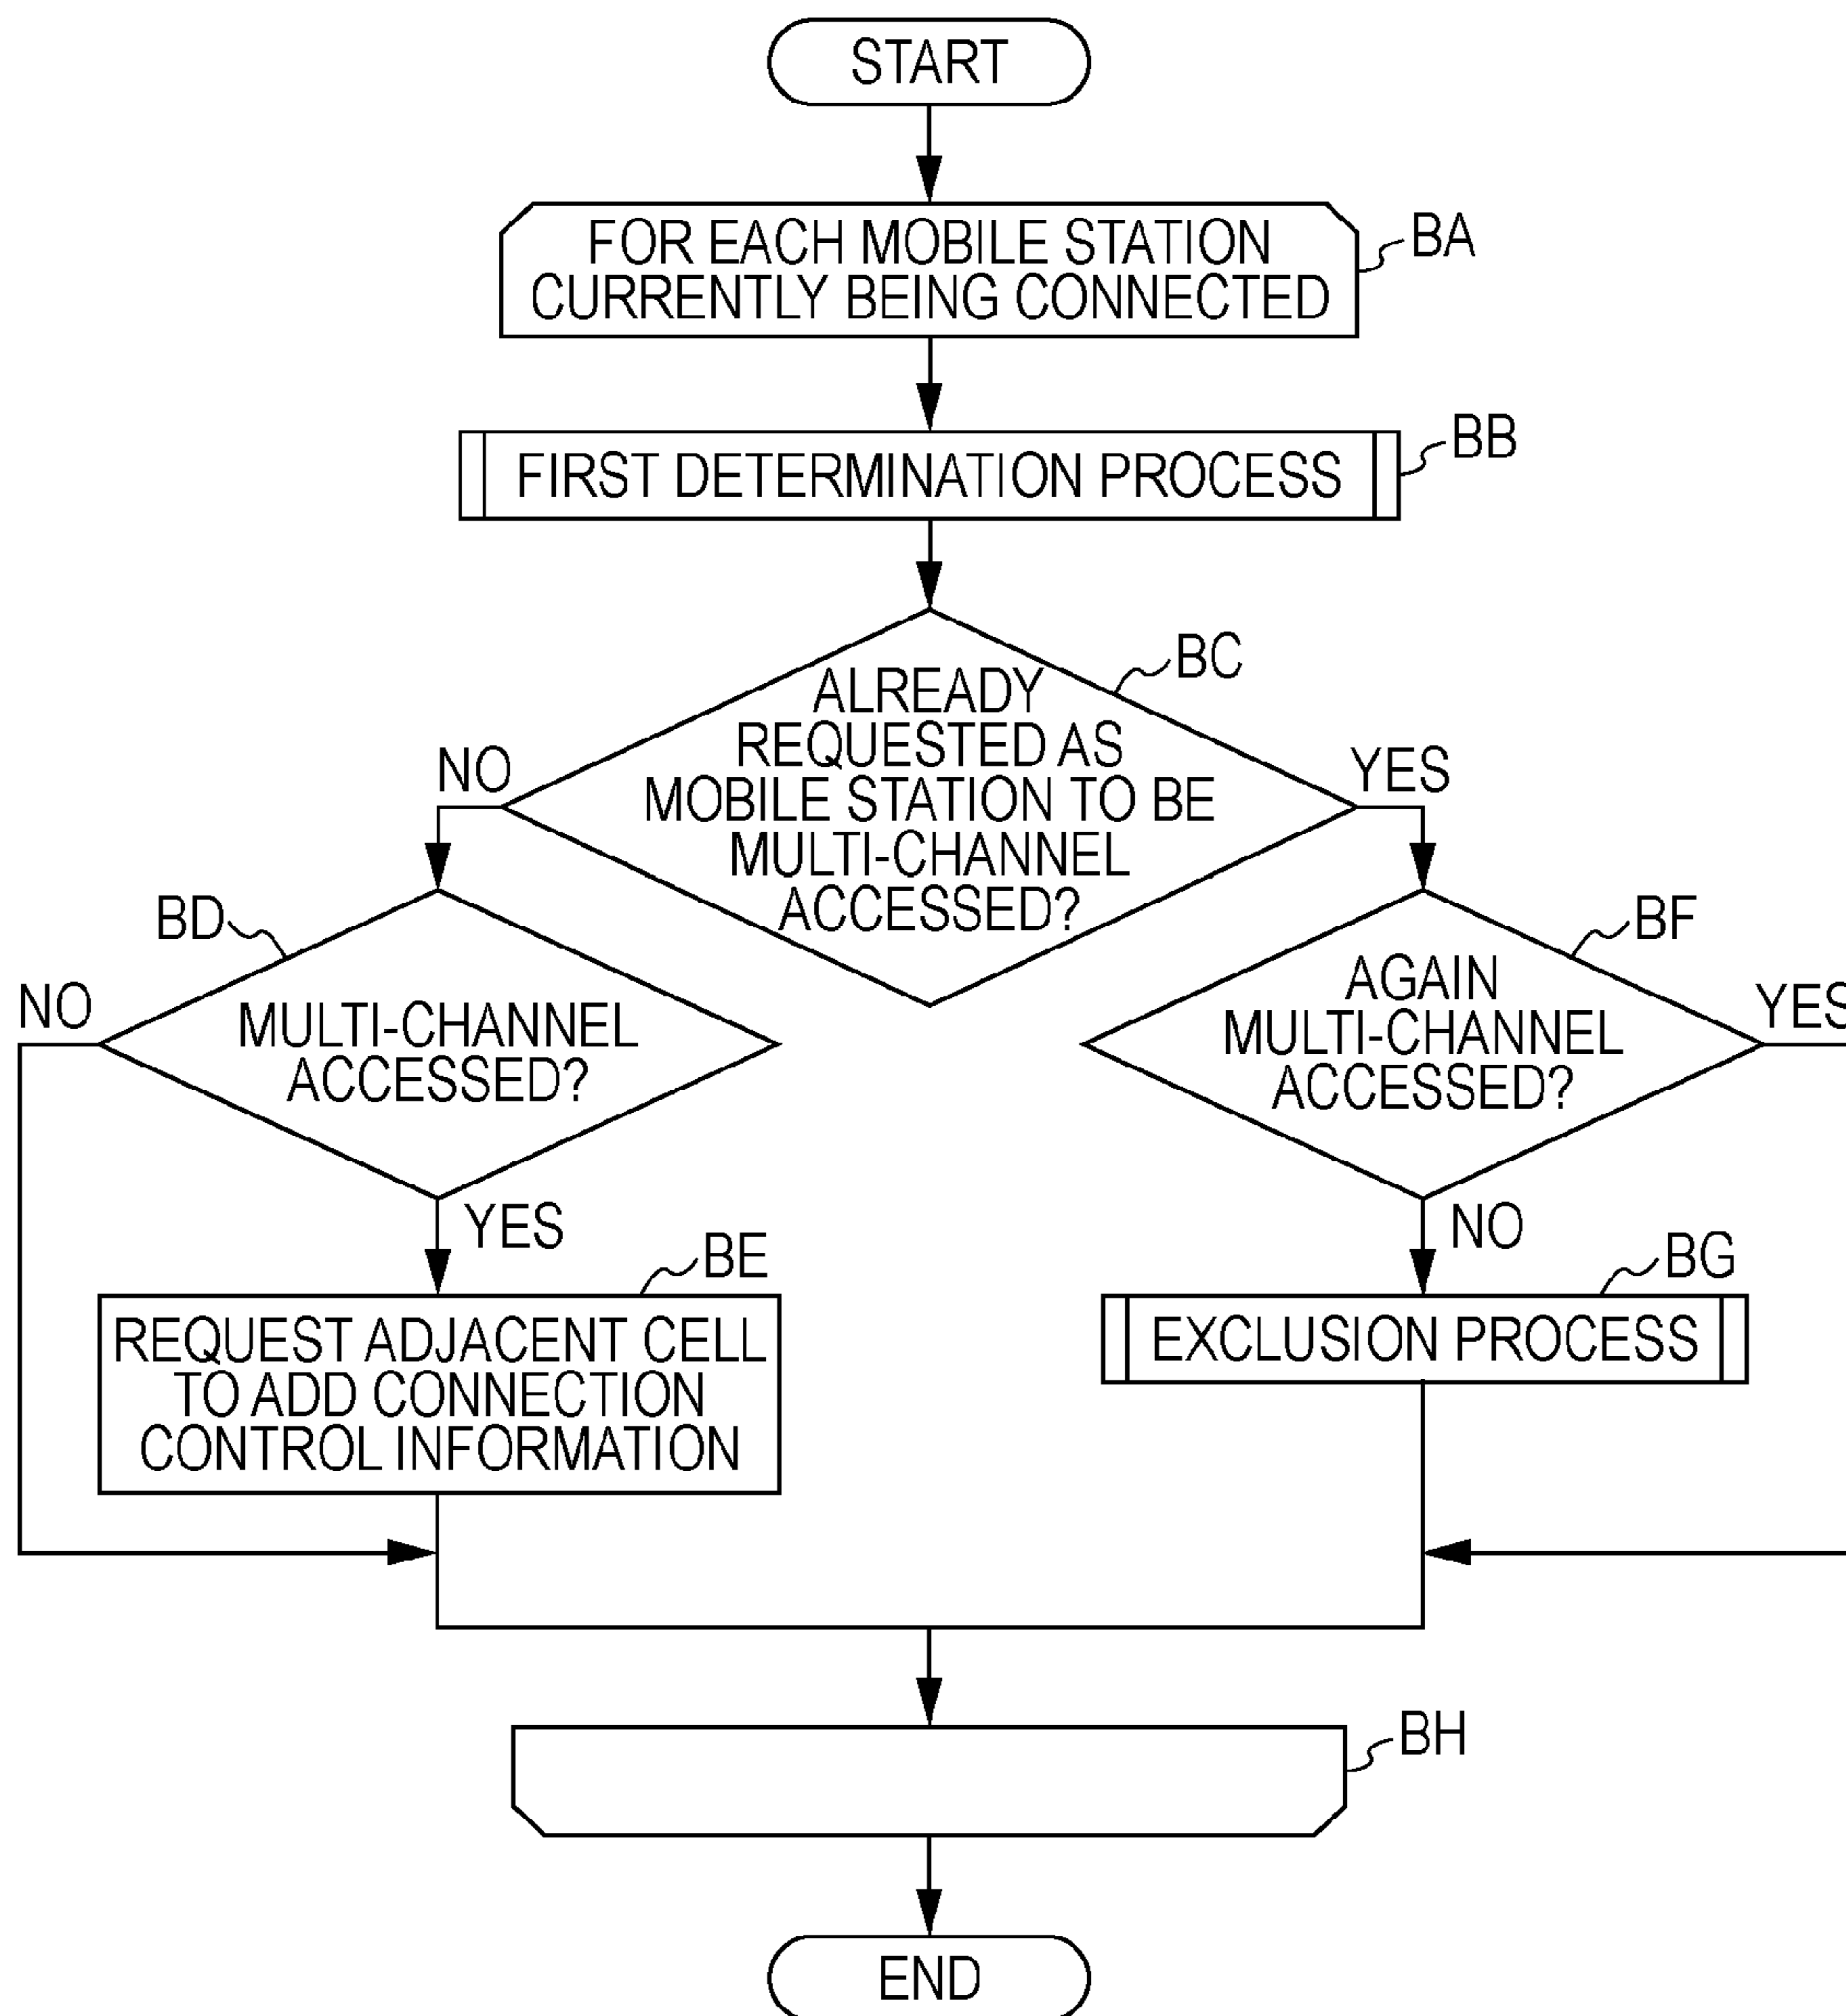 START
FOR EACH MOBILE STATION
CURRENTLY BEING CONNECTED
BA
FIRST DETERMINATION PROCESS
BB
ALREADY
REQUESTED AS
MOBILE STATION TO BE
MULTI-CHANNEL
ACCESSED?
BC
NO
YES
BD
MULTI-CHANNEL
ACCESSED?
NO
YES
BF
AGAIN
MULTI-CHANNEL
ACCESSED?
YES
NO
BE
REQUEST ADJACENT CELL
TO ADD CONNECTION
CONTROL INFORMATION
BG
EXCLUSION PROCESS
BH
END